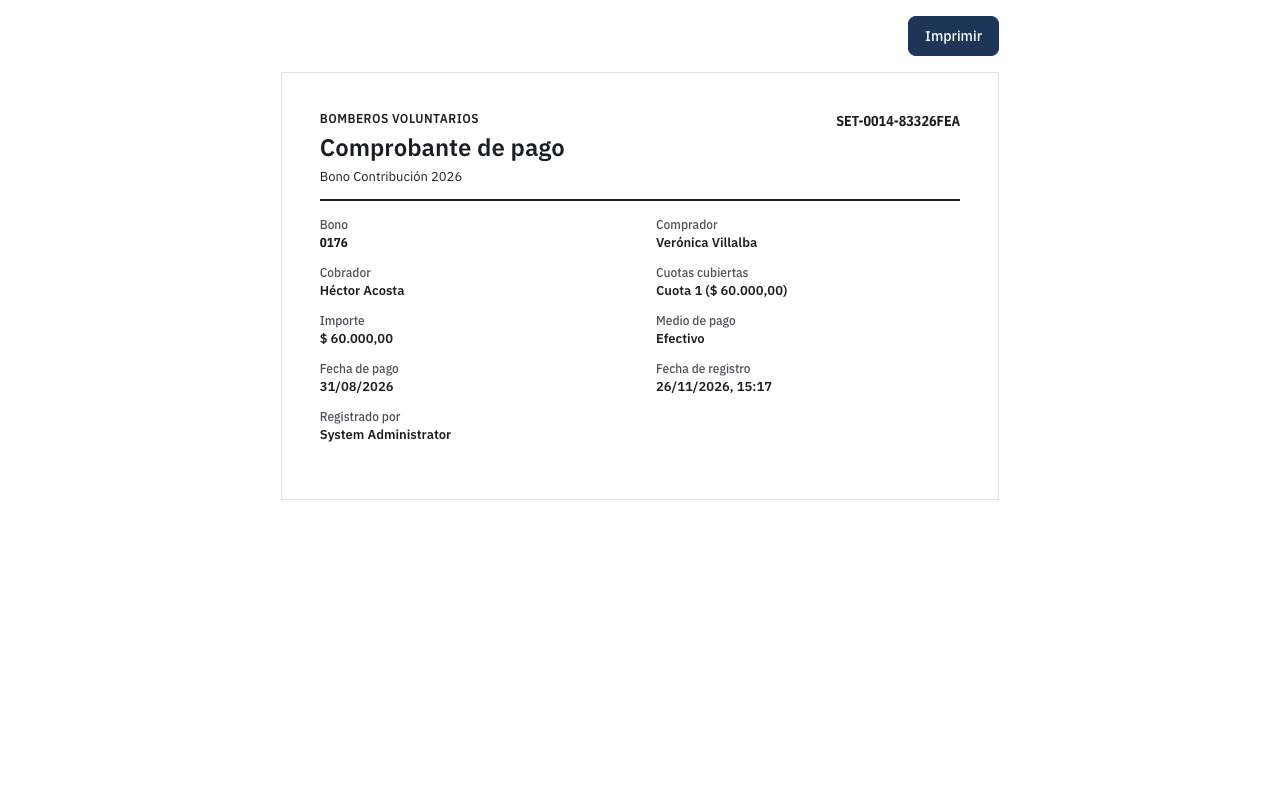 Imprimir
BOMBEROS VOLUNTARIOS
SET-0014-83326FEA
Comprobante de pago
Bono Contribución 2026
Bono
0176
Comprador
Verónica Villalba
Cobrador
Héctor Acosta
Cuotas cubiertas
Cuota 1 ($ 60.000,00)
Importe
$ 60.000,00
Medio de pago
Efectivo
Fecha de pago
31/08/2026
Fecha de registro
26/11/2026, 15:17
Registrado por
System Administrator